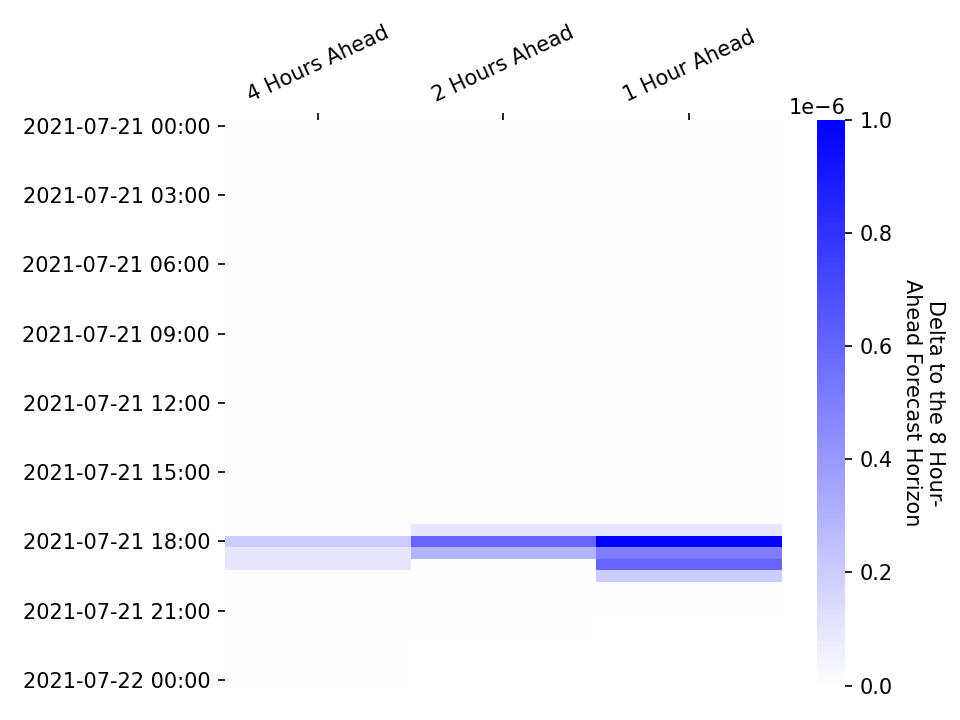 4 Hours Ahead
2 Hours Ahead
1 Hour Ahead
1e−6
2021-07-21 00:00
2021-07-21 03:00
2021-07-21 06:00
2021-07-21 09:00
2021-07-21 12:00
2021-07-21 15:00
2021-07-21 18:00
2021-07-21 21:00
2021-07-22 00:00
1.0
0.8
0.6
0.4
0.2
0.0
Delta to the 8 Hour-
Ahead Forecast Horizon